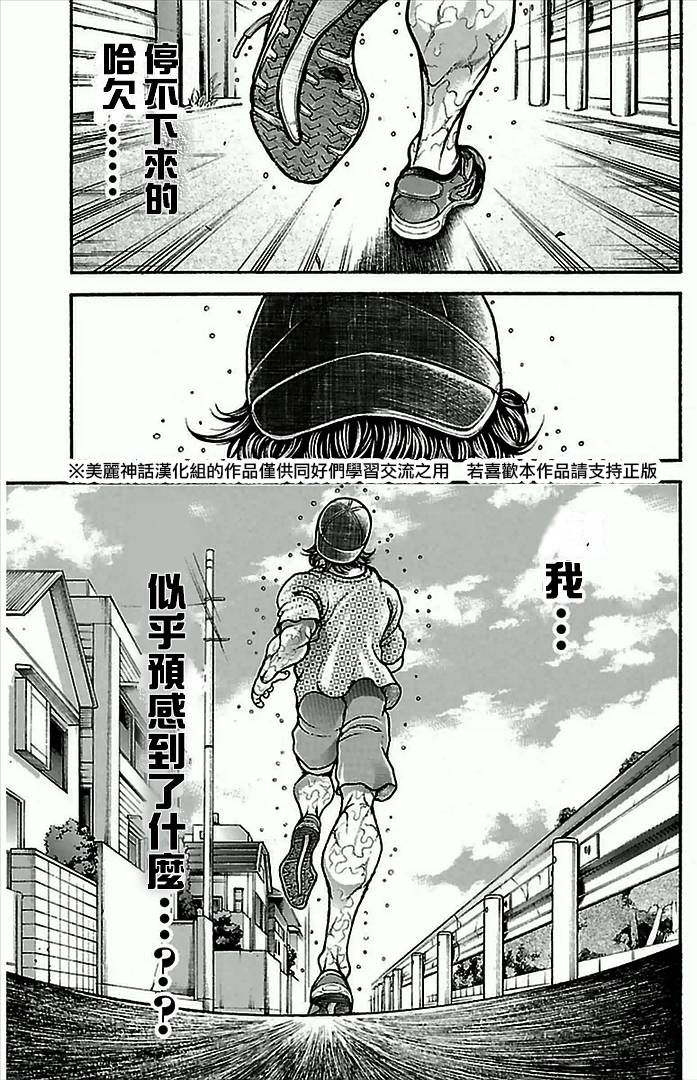 停不下來的
哈欠……
※美麗神話漢化組的作品僅供同好們學習交流之用　若喜歡本作品請支持正版
我…
似乎預感到了什麼……?·?·